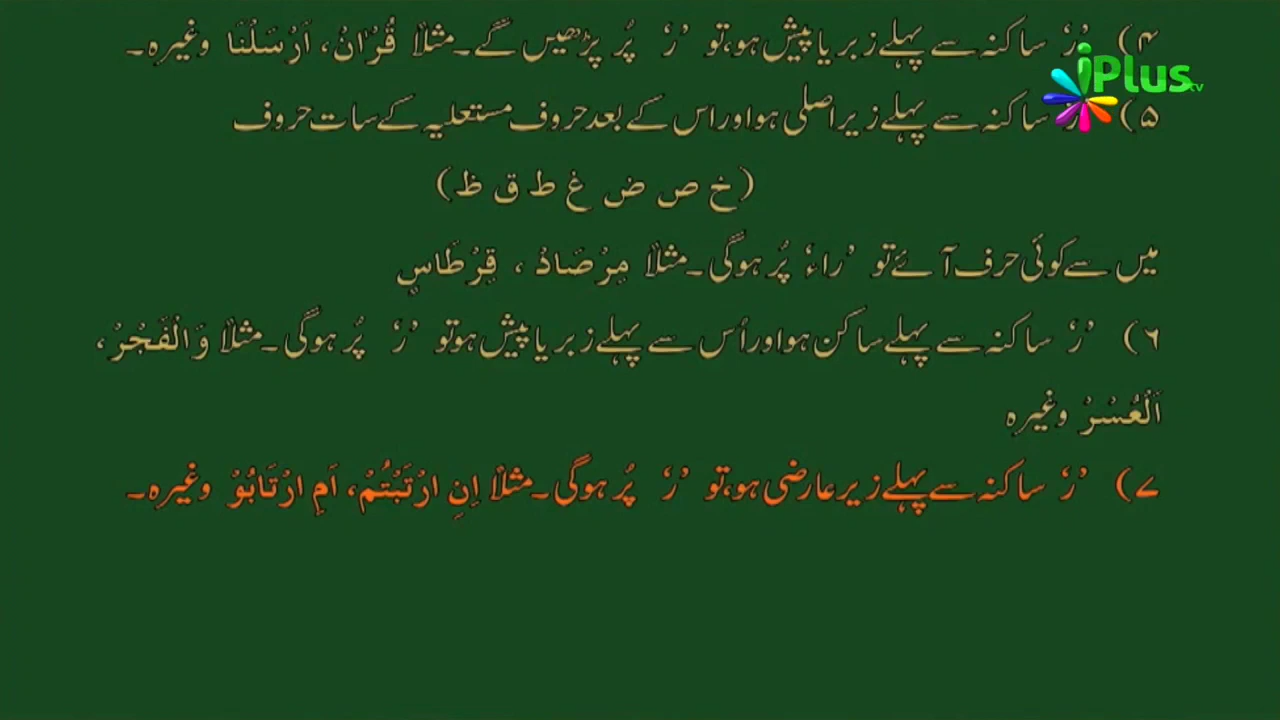 ۴) ’رْ‘ ساکنہ سے پہلے زبر یا پیش ہو،تو ’ر‘ پُر پڑھیں گے۔مثلاً قُرْاٰنْ، اَرْسَلْنَا وغیرہ۔
iPlus tv
۵) ’رْ‘ ساکنہ سے پہلے زیر اصلی ہو اور اس کے بعد حروف مستعلیہ کے سات حروف
(خ ص ض غ ط ق ظ)
میں سے کوئی حرف آئے تو ’راء‘ پُر ہوگی۔مثلاً مِرْصَادْ ، قِرْطَاسٍ
۶) ’رْ‘ ساکنہ سے پہلے ساکن ہو اور اُس سے پہلے زبر یا پیش ہو تو ’رْ‘ پُر ہوگی۔مثلاً وَالْفَجْرْ،
اَلْعُسْرْ وغیرہ
۷) ’رْ‘ ساکنہ سے پہلے زیر عارضی ہو،تو ’ر‘ پُر ہوگی۔مثلاً اِنِ ارْتَبْتُمْ، اَمِ ارْتَابُوْ وغیرہ۔